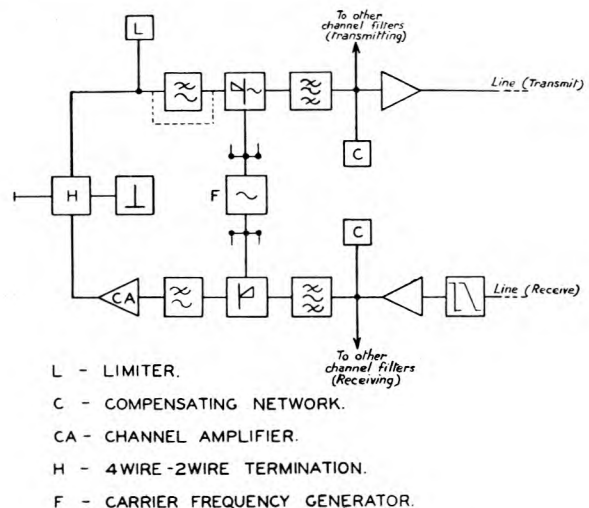 To other
channel filters
(Transmitting)
L
Line (Transmit)
C
H
F
C
CA
Line (Receive)
To other
channel filters
(Receiving)
L - LIMITER.
C - COMPENSATING NETWORK.
CA - CHANNEL AMPLIFIER.
H - 4WIRE-2WIRE TERMINATION.
F - CARRIER FREQUENCY GENERATOR.